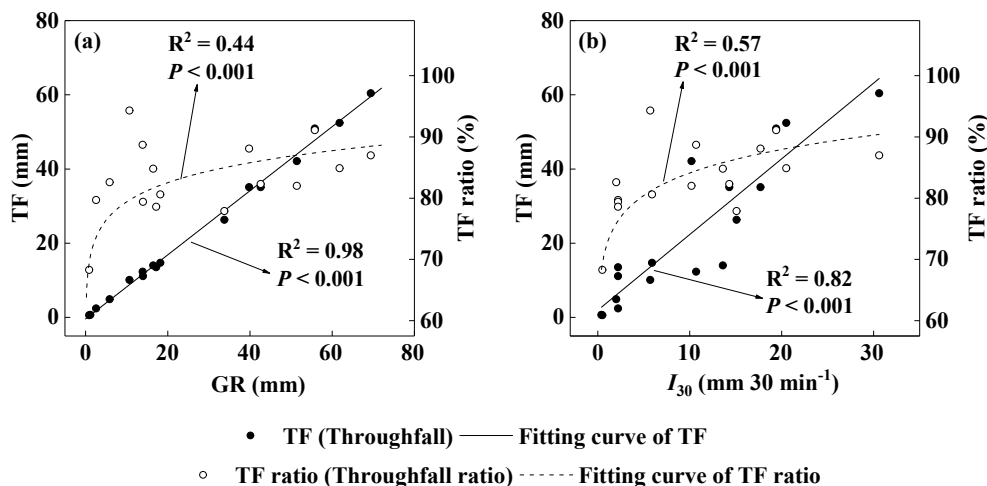 (a)
R² = 0.44
P < 0.001
R² = 0.98
P < 0.001
80
60
40
20
0
TF (mm)
100
90
80
70
60
TF ratio (%)
0 20 40 60 80
GR (mm)
(b)
R² = 0.57
P < 0.001
R² = 0.82
P < 0.001
80
60
40
20
0
TF (mm)
100
90
80
70
60
TF ratio (%)
0 10 20 30
I₃₀ (mm 30 min⁻¹)
TF (Throughfall) Fitting curve of TF
TF ratio (Throughfall ratio) Fitting curve of TF ratio